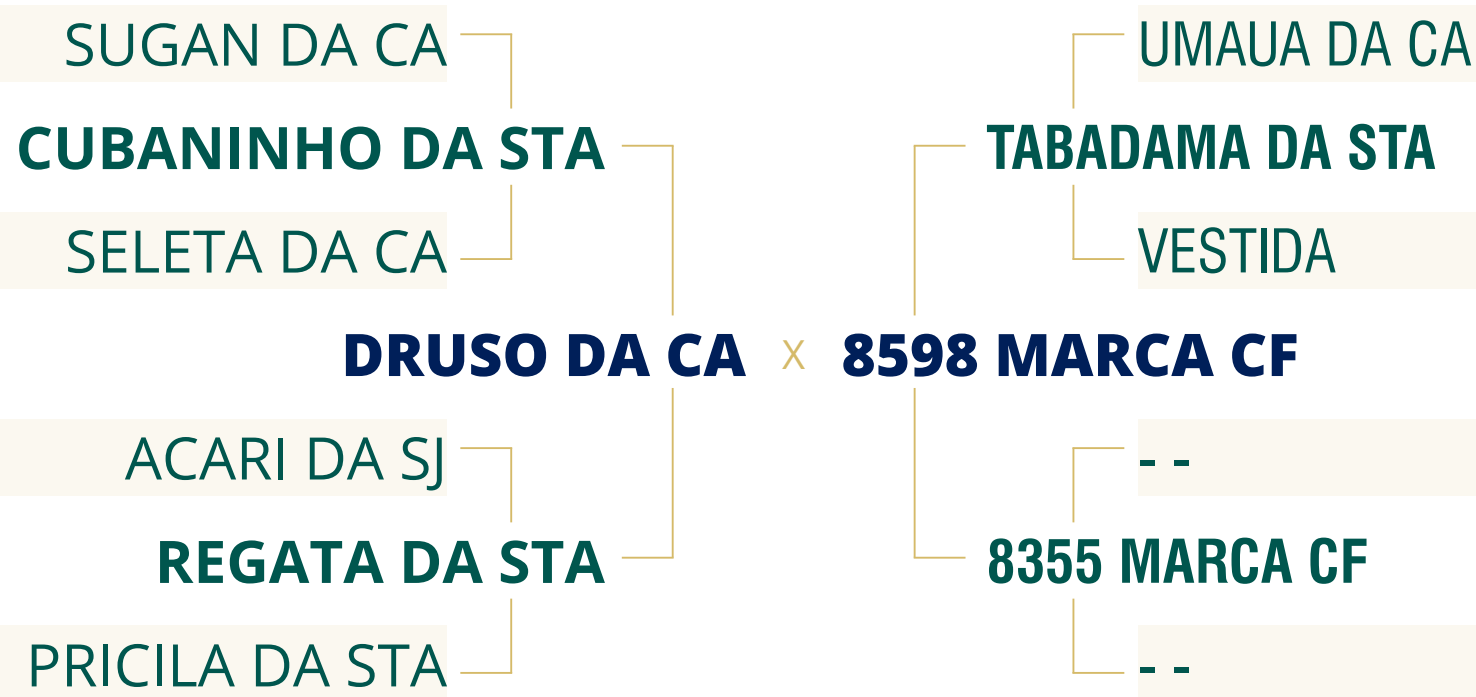 SUGAN DA CA
UMAUA DA CA
CUBANINHO DA STA
TABADAMA DA STA
SELETA DA CA
VESTIDA
DRUSO DA CA X 8598 MARCA CF
ACARI DA SJ
- -
REGATA DA STA
8355 MARCA CF
PRICILA DA STA
- -